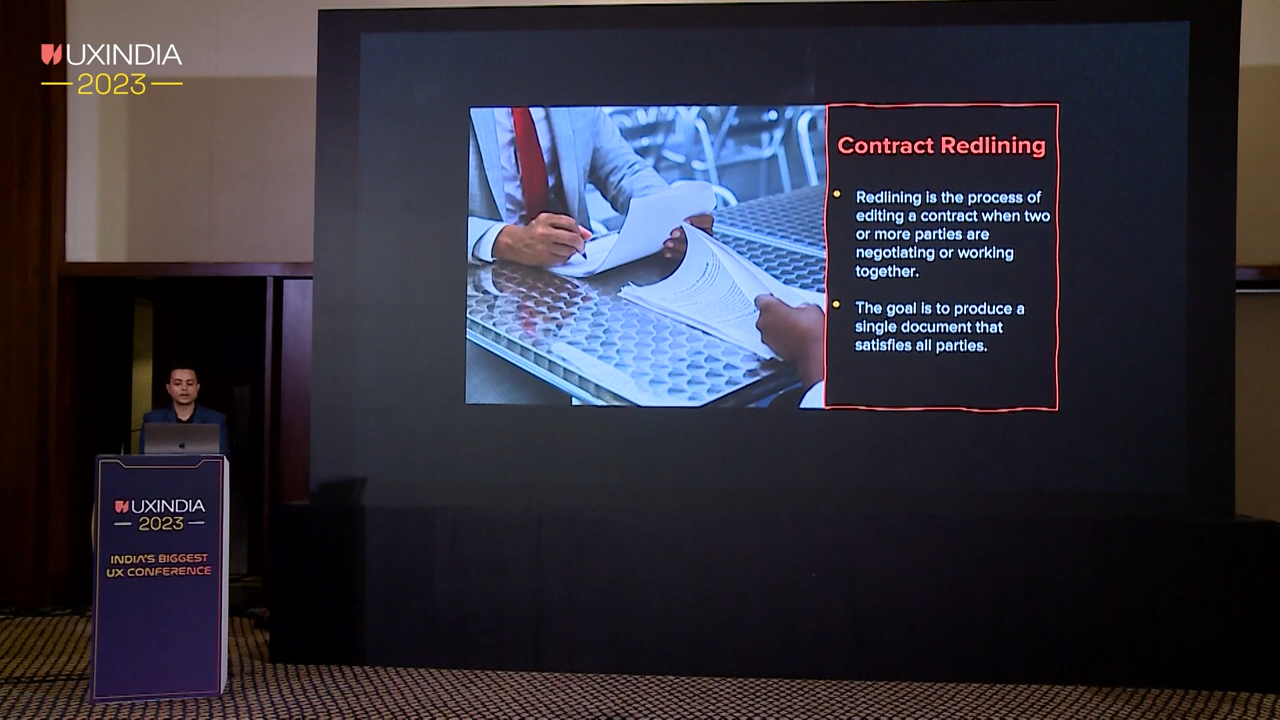 UXINDIA
2023
Contract Redlining
Redlining is the process of
editing a contract when two
or more parties are
negotiating or working
together.
The goal is to produce a
single document that
satisfies all parties.
UXINDIA
2023
INDIA'S BIGGEST
UX CONFERENCE